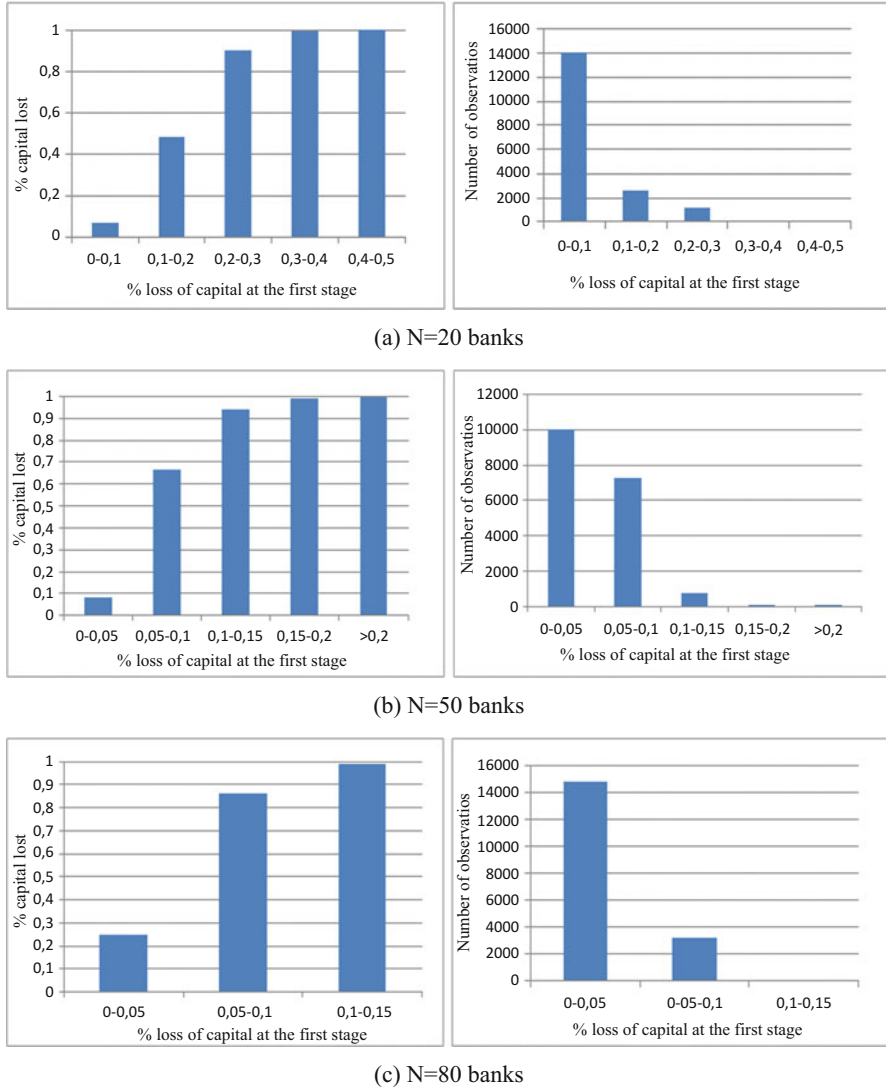 % capital lost
1
0,8
0,6
0,4
0,2
0
0-0,1 0,1-0,2 0,2-0,3 0,3-0,4 0,4-0,5
% loss of capital at the first stage
Number of observatios
16000
14000
12000
10000
8000
6000
4000
2000
0
0-0,1 0,1-0,2 0,2-0,3 0,3-0,4 0,4-0,5
% loss of capital at the first stage
(a) N=20 banks
% capital lost
1
0,9
0,8
0,7
0,6
0,5
0,4
0,3
0,2
0,1
0
0-0,05 0,05-0,1 0,1-0,15 0,15-0,2 >0,2
% loss of capital at the first stage
Number of observatios
12000
10000
8000
6000
4000
2000
0
0-0,05 0,05-0,1 0,1-0,15 0,15-0,2 >0,2
% loss of capital at the first stage
(b) N=50 banks
% capital lost
1
0,9
0,8
0,7
0,6
0,5
0,4
0,3
0,2
0,1
0
0-0,05 0,05-0,1 0,1-0,15
% loss of capital at the first stage
Number of observatios
16000
14000
12000
10000
8000
6000
4000
2000
0
0-0,05 0-05-0,1 0,1-0,15
% loss of capital at the first stage
(c) N=80 banks